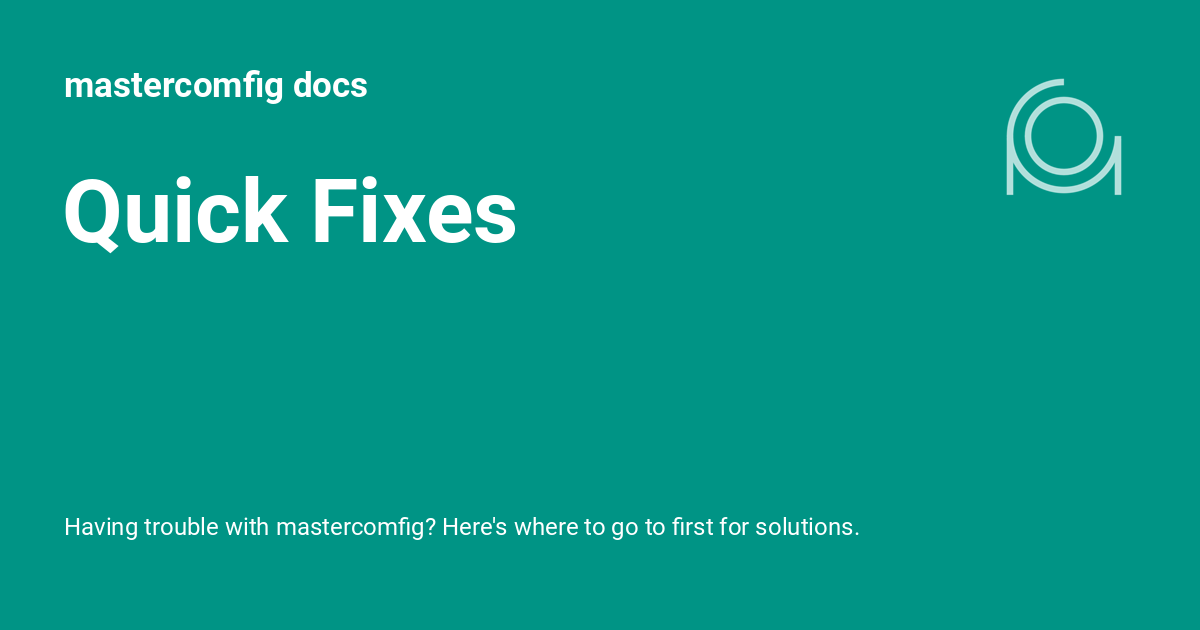 mastercomfig docs
Quick Fixes
Having trouble with mastercomfig? Here's where to go to first for solutions.